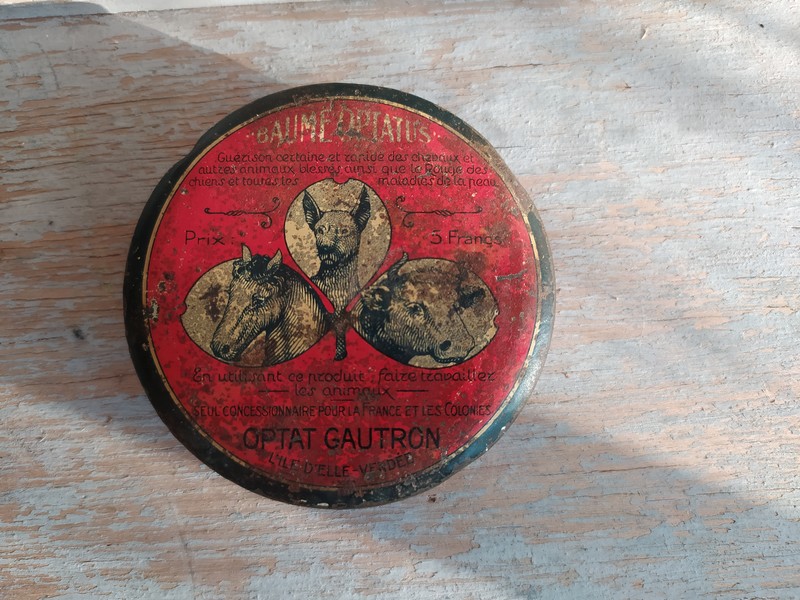 BAUME OPTATUS
Guérison certaine et rapide des chevaux et
autres animaux blessés ainsi que le Rouge des
chiens et toutes les maladies de la peau
Prix : 5 Francs
En utilisant ce produit : faire travailler
les animaux
SEUL CONCESSIONNAIRE POUR LA FRANCE ET LES COLONIES
OPTAT GAUTRON
L'ILE D'ELLE - VENDÉE